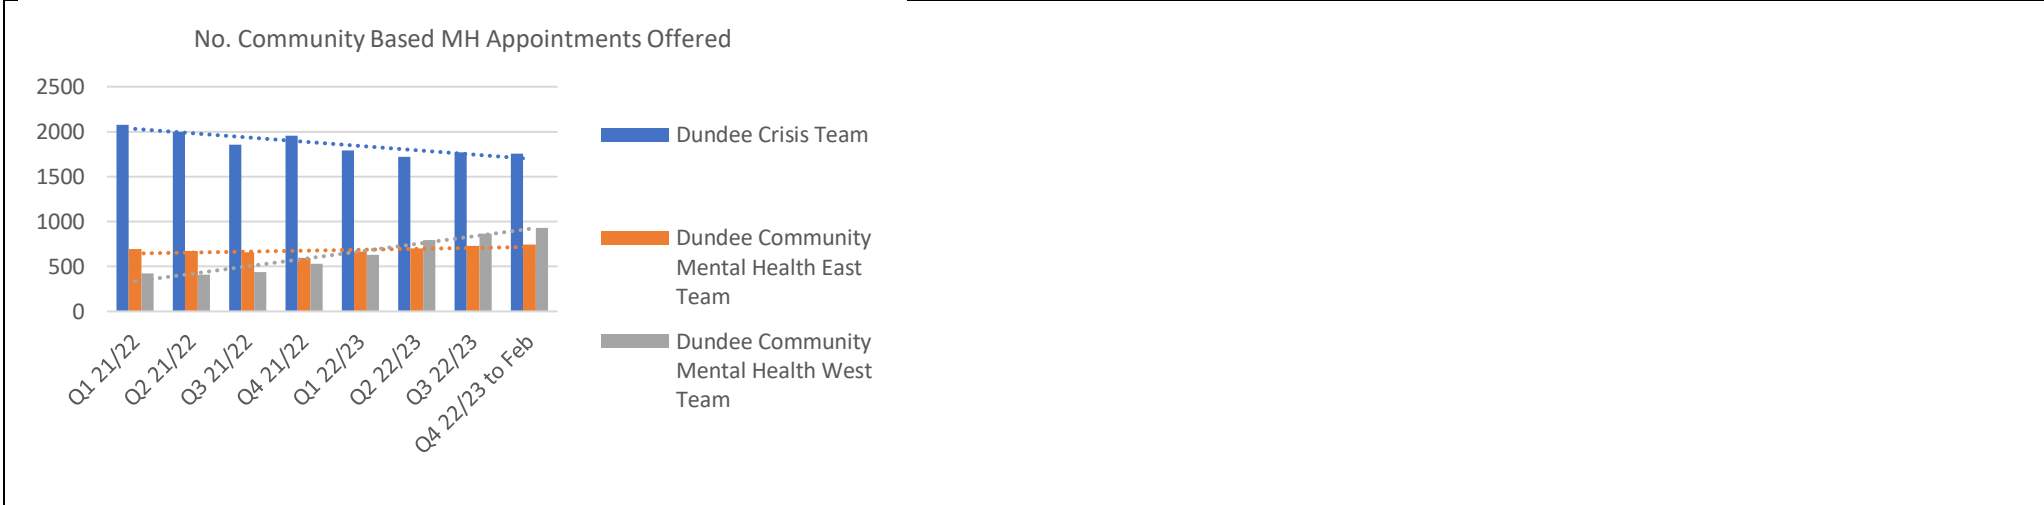 No. Community Based MH Appointments Offered
2500
2000
1500
1000
500
0
Q1 21/22
Q2 21/22
Q3 21/22
Q4 21/22
Q1 22/23
Q2 22/23
Q3 22/23
Q4 22/23 to Feb
Dundee Crisis Team
Dundee Community
Mental Health East
Team
Dundee Community
Mental Health West
Team